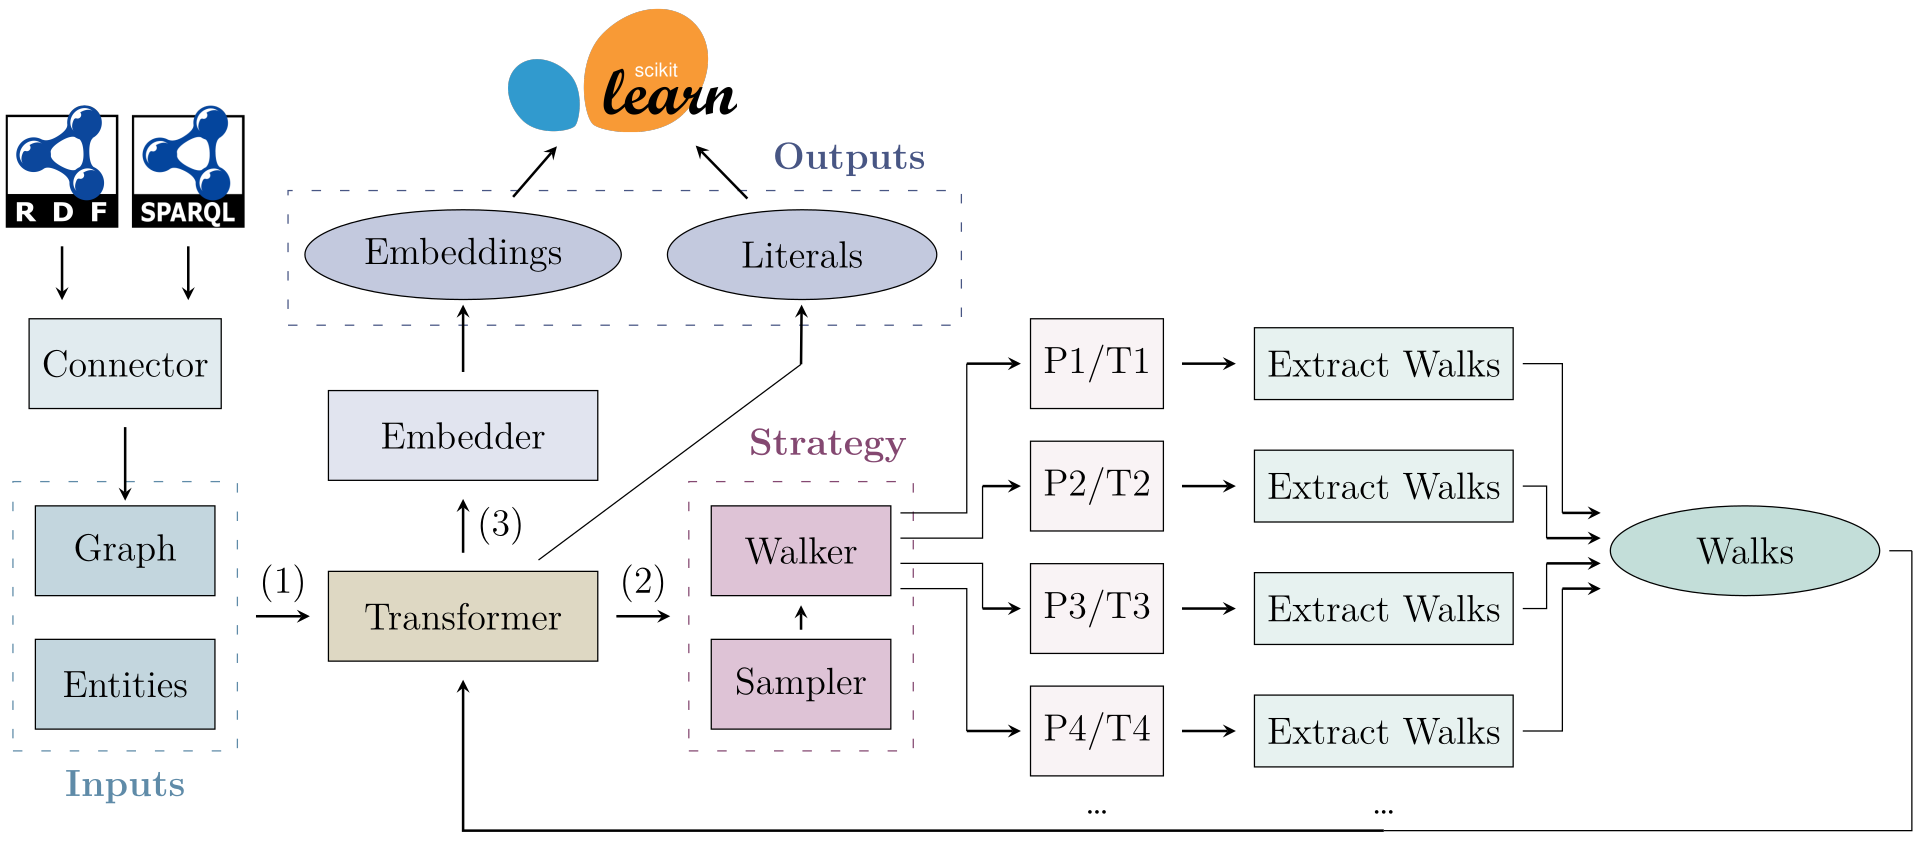 scikit
learn
RDF
SPARQL
Outputs
Embeddings
Literals
Connector
P1/T1
Extract Walks
Embedder
Strategy
P2/T2
Extract Walks
(3)
Graph
Walker
Walks
(1)
(2)
P3/T3
Extract Walks
Transformer
Entities
Sampler
P4/T4
Extract Walks
Inputs
...
...